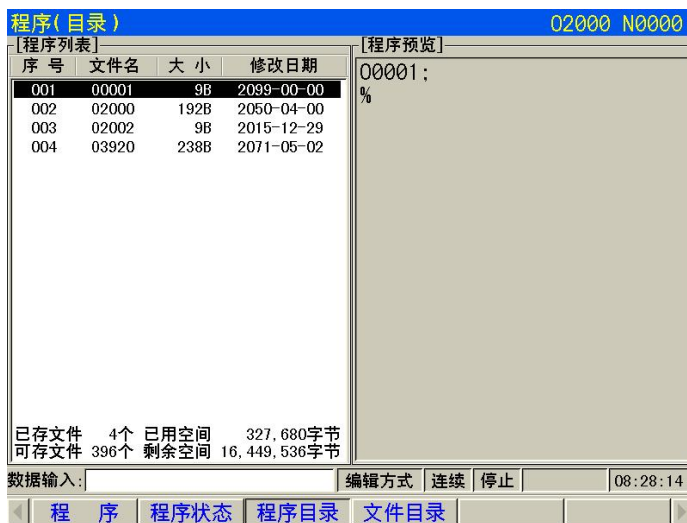 程序(目录) O2000 N0000
[程序列表]
序 号 文件名 大 小 修改日期
001 O0001 9B 2099-00-00
002 O2000 192B 2050-04-00
003 O2002 9B 2015-12-29
004 O3920 238B 2071-05-02
已存文件 4个 已用空间 327,680字节
可存文件 396个 剩余空间 16,449,536字节
[程序预览]
O0001;
%
数据输入: 编辑方式 连续 停止 08:28:14
程 序 程序状态 程序目录 文件目录